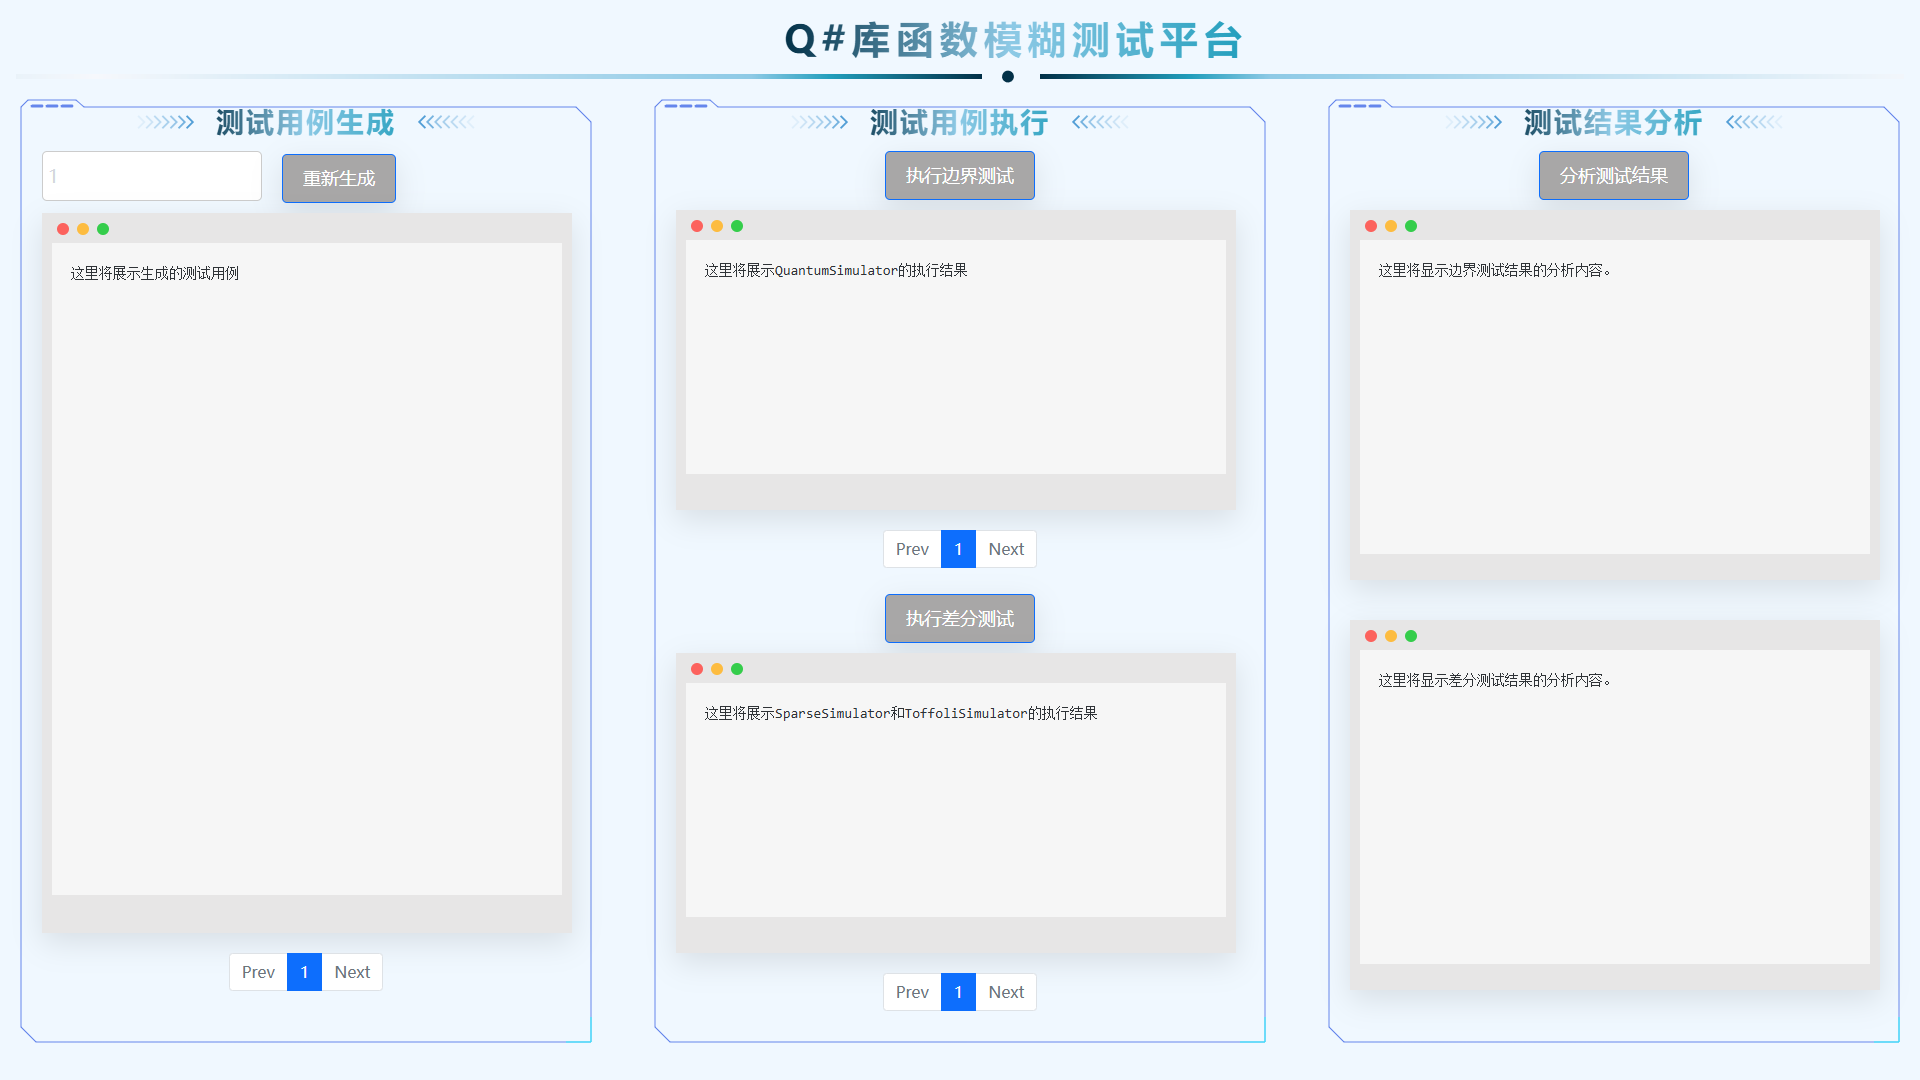 Q#库函数模糊测试平台
测试用例生成
1
重新生成
这里将展示生成的测试用例
Prev 1 Next
测试用例执行
执行边界测试
这里将展示QuantumSimulator的执行结果
Prev 1 Next
执行差分测试
这里将展示SparseSimulator和ToffoliSimulator的执行结果
Prev 1 Next
测试结果分析
分析测试结果
这里将显示边界测试结果的分析内容。
这里将显示差分测试结果的分析内容。